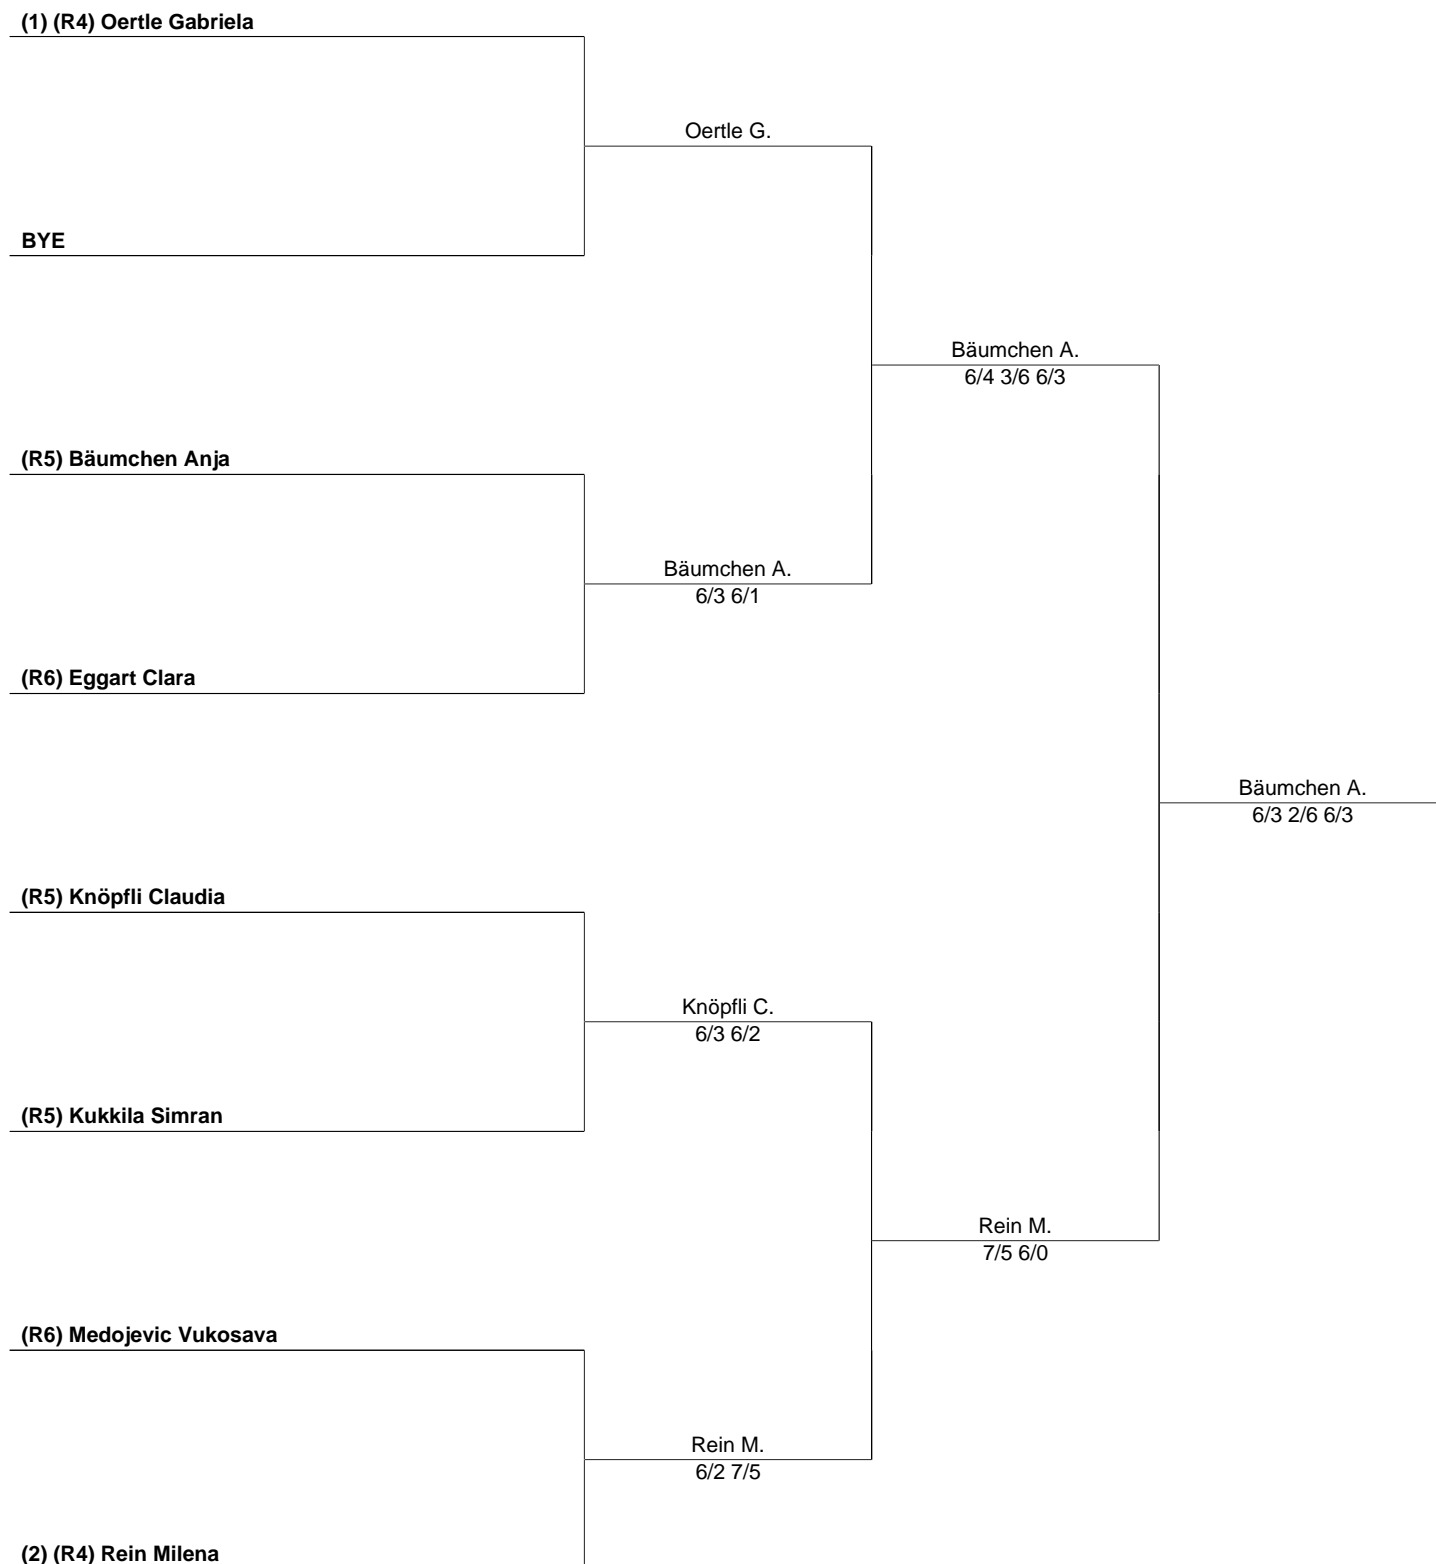 (1) (R4) Oertle Gabriela
Oertle G.
BYE
Bäumchen A.
6/4 3/6 6/3
(R5) Bäumchen Anja
Bäumchen A.
6/3 6/1
(R6) Eggart Clara
Bäumchen A.
6/3 2/6 6/3
(R5) Knöpfli Claudia
Knöpfli C.
6/3 6/2
(R5) Kukkila Simran
Rein M.
7/5 6/0
(R6) Medojevic Vukosava
Rein M.
6/2 7/5
(2) (R4) Rein Milena